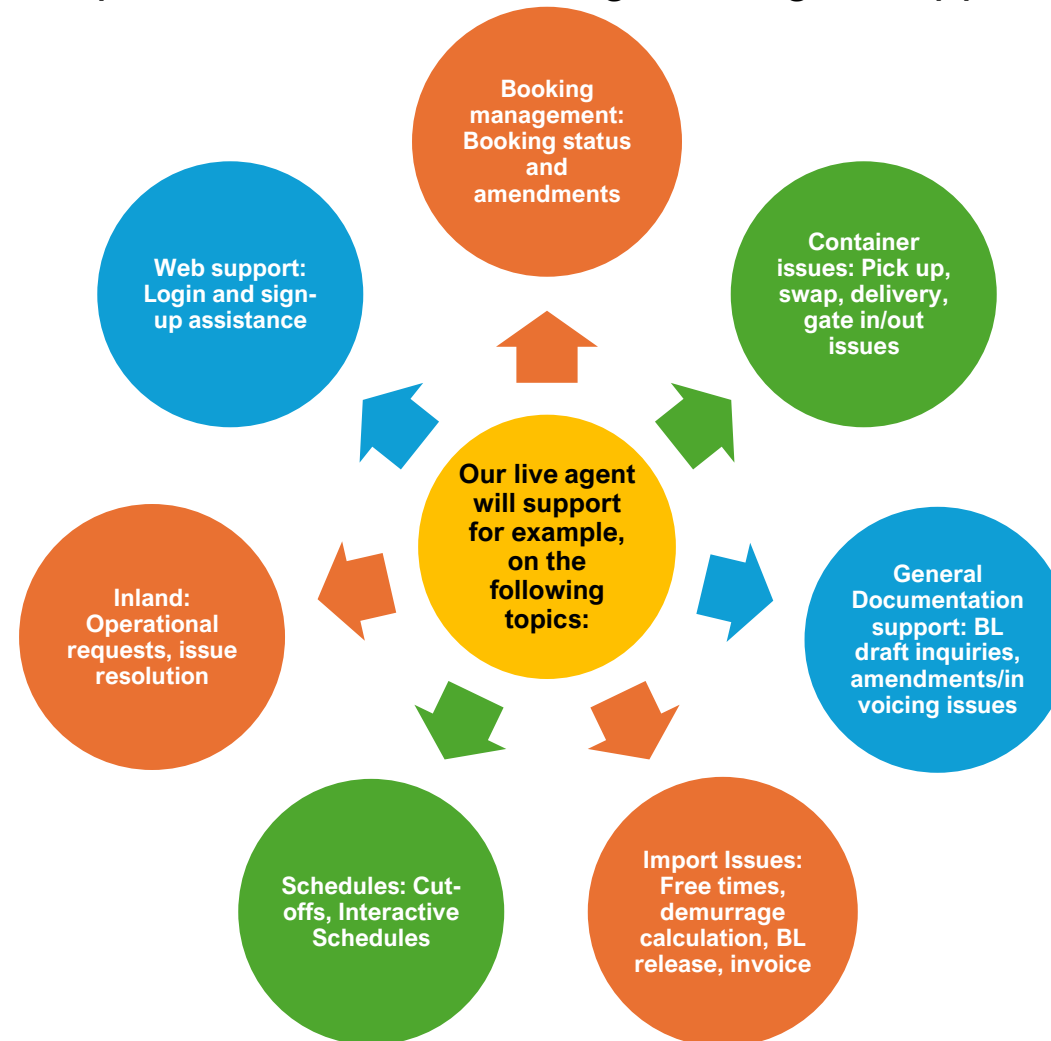 Booking
management:
Booking status
and
amendments
Container
issues: Pick up,
swap, delivery,
gate in/out
issues
General
Documentation
support: BL
draft inquiries,
amendments/in
voicing issues
Import Issues:
Free times,
demurrage
calculation, BL
release, invoice
Schedules: Cut-
offs, Interactive
Schedules
Inland:
Operational
requests, issue
resolution
Web support:
Login and sign-
up assistance
Our live agent
will support
for example,
on the
following
topics: